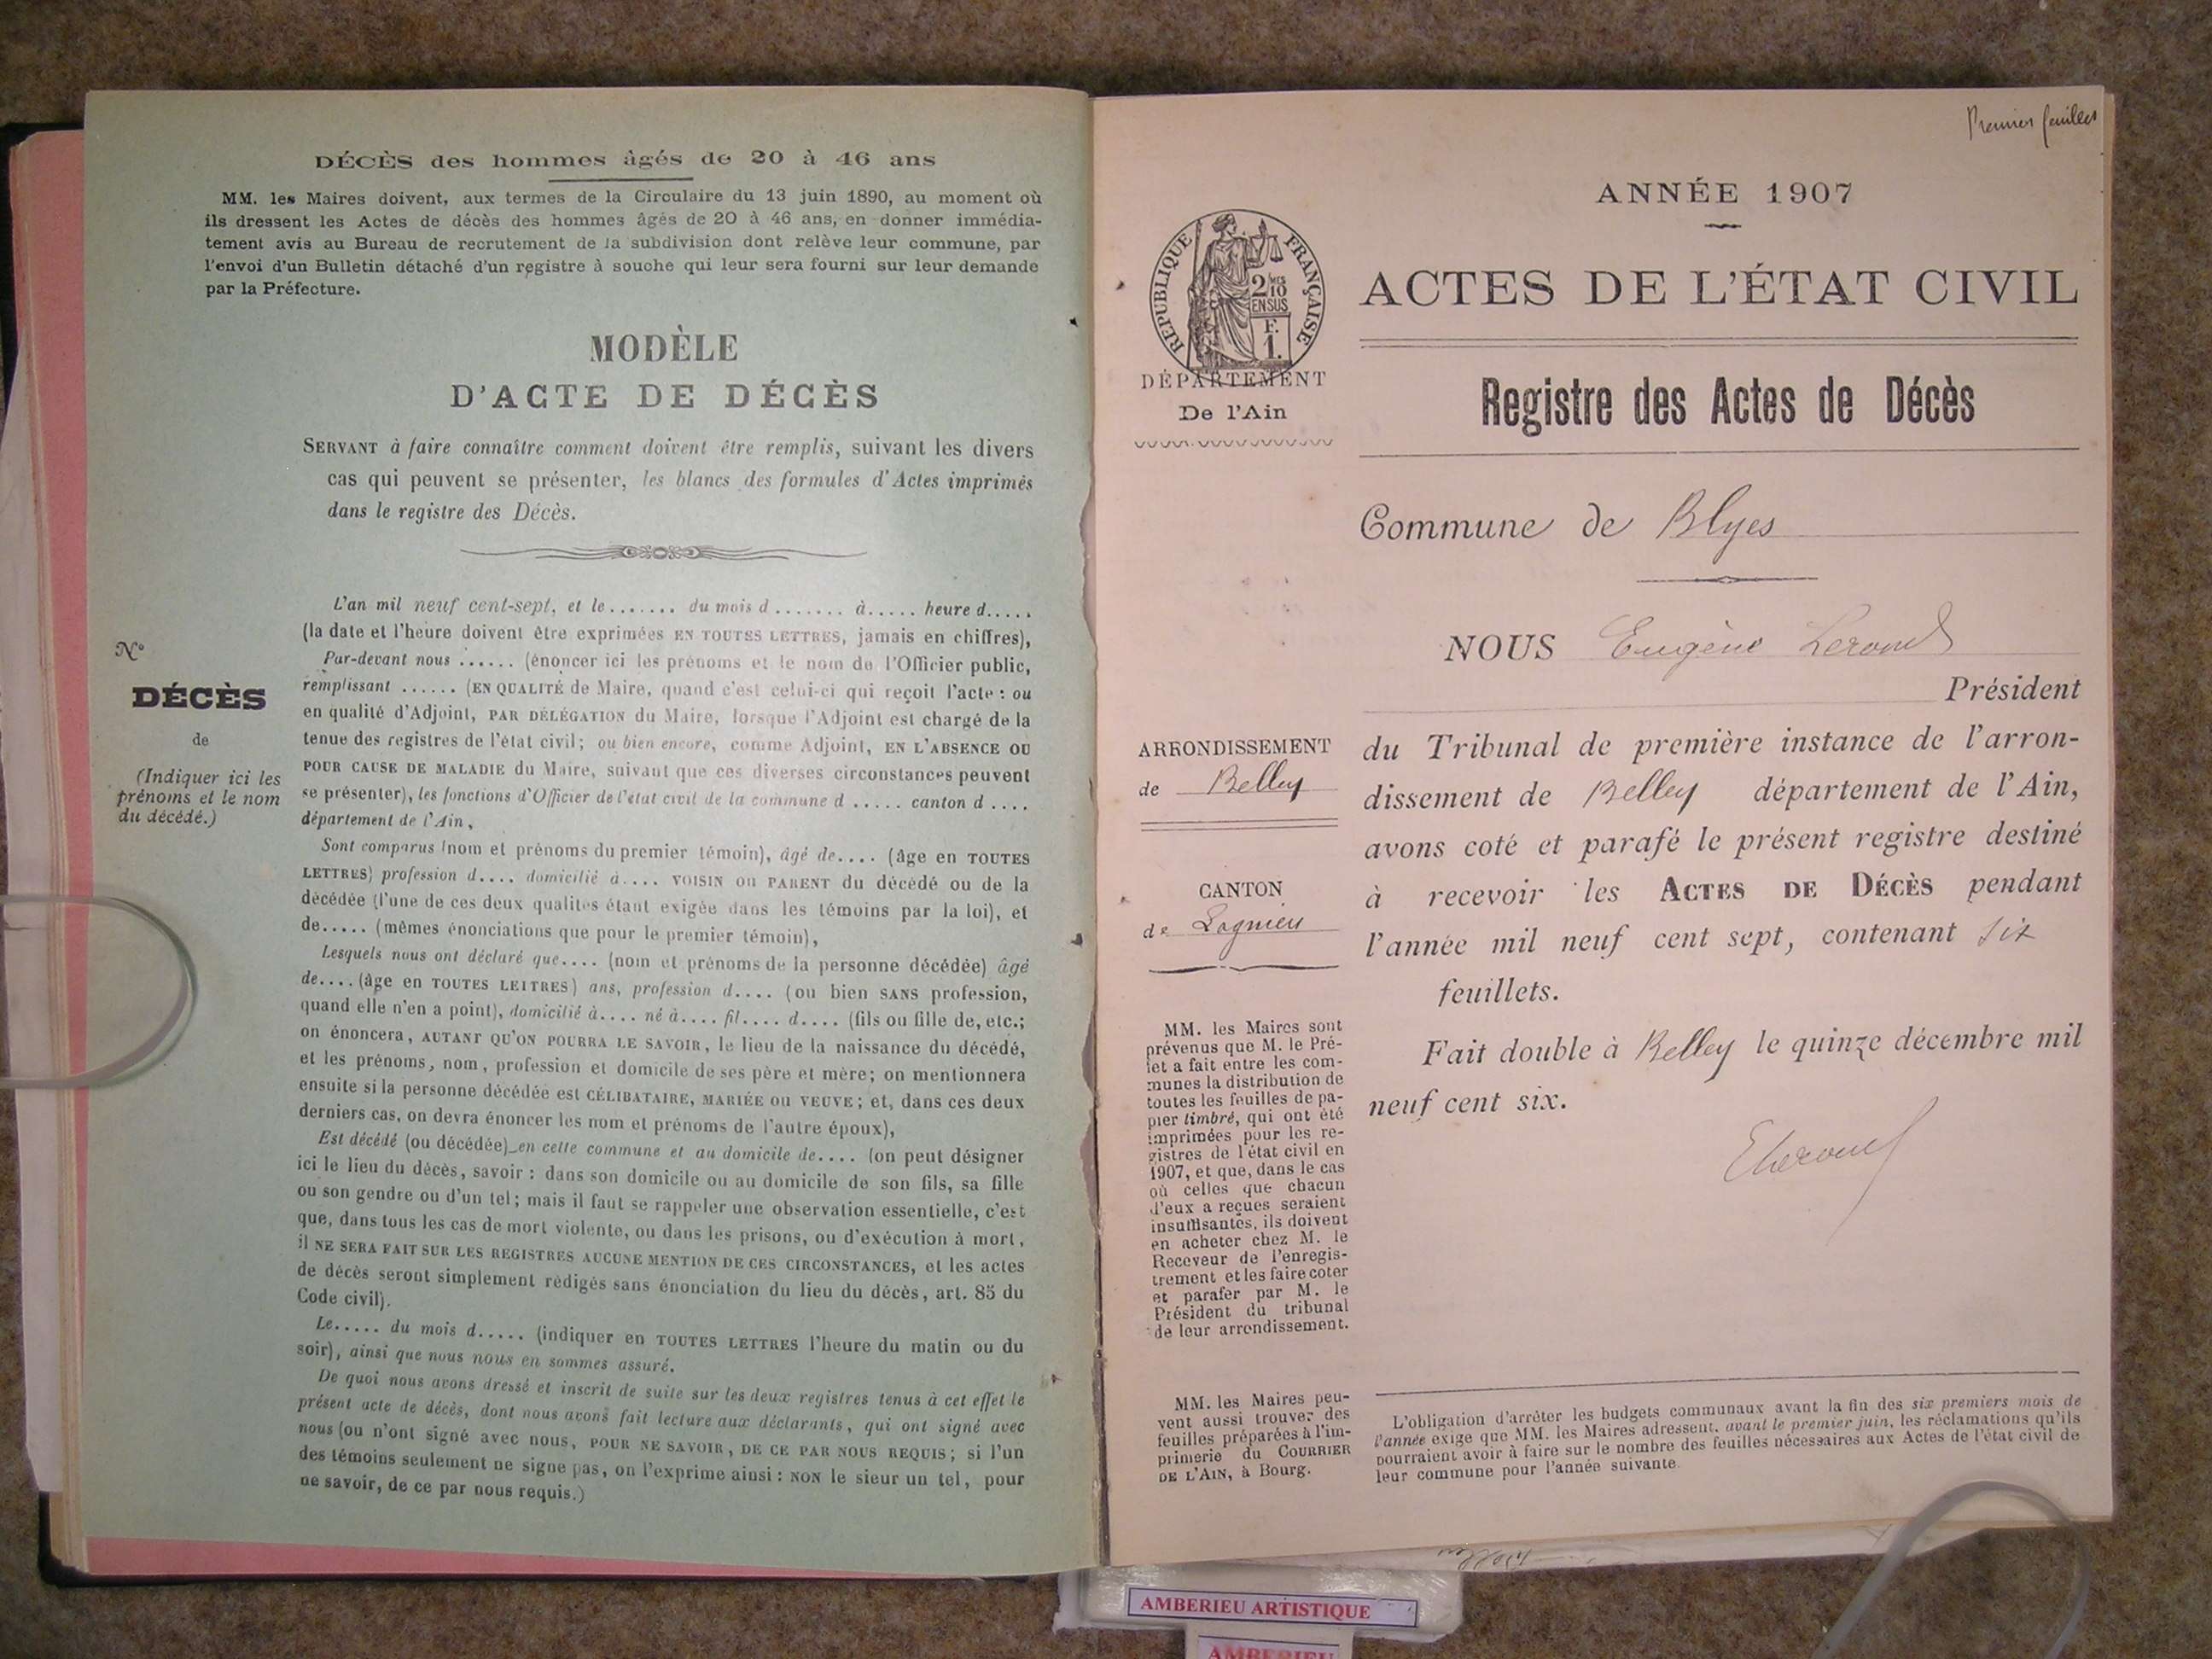 DÉCÈS des hommes âgés de 20 à 46 ans
MM. les Maires doivent, aux termes de la Circulaire du 13 juin 1890, au moment où
ils dressent les Actes de décès des hommes âgés de 20 à 46 ans, en donner immédia-
tement avis au Bureau de recrutement de la subdivision dont relève leur commune, par
l'envoi d'un Bulletin détaché d'un registre à souche qui leur sera fourni sur leur demande
par la Préfecture.
MODÈLE
D'ACTE DE DÉCÈS
SERVANT à faire connaître comment doivent être remplis, suivant les divers
cas qui peuvent se présenter, les blancs des formules d'Actes imprimés
dans le registre des Décès.
N°
DÉCÈS
de
(Indiquer ici les
prénoms et le nom
du décédé.)
L'an mil neuf cent-sept, et le....... du mois d ....... à..... heure d.....
(la date et l'heure doivent être exprimées EN TOUTES LETTRES, jamais en chiffres),
Par-devant nous ...... (énoncer ici les prénoms et le nom de l'Officier public,
remplissant ...... (EN QUALITÉ de Maire, quand c'est celui-ci qui reçoit l'acte : ou
en qualité d'Adjoint, PAR DÉLÉGATION du Maire, lorsque l'Adjoint est chargé de la
tenue des registres de l'état civil; ou bien encore, comme Adjoint, EN L'ABSENCE OU
POUR CAUSE DE MALADIE du Maire, suivant que ces diverses circonstances peuvent
se présenter), les fonctions d'Officier de l'état civil de la commune d ..... canton d ....
département de l'Ain,
Sont comparus (nom et prénoms du premier témoin), âgé de.... (âge en TOUTES
LETTRES) profession d.... domicilié à.... VOISIN OU PARENT du décédé ou de la
décédée (l'une de ces deux qualités étant exigée dans les témoins par la loi), et
de..... (mêmes énonciations que pour le premier témoin),
Lesquels nous ont déclaré que.... (nom et prénoms de la personne décédée) âgé
de.... (âge en TOUTES LETTRES) ans, profession d.... (ou bien SANS profession,
quand elle n'en a point), domicilié à.... né à.... fil.... d.... (fils ou fille de, etc.;
on énoncera, AUTANT QU'ON POURRA LE SAVOIR, le lieu de la naissance du décédé,
et les prénoms, nom, profession et domicile de ses père et mère; on mentionnera
ensuite si la personne décédée est CÉLIBATAIRE, MARIÉE OU VEUVE; et, dans ces deux
derniers cas, on devra énoncer les nom et prénoms de l'autre époux),
Est décédé (ou décédée) en cette commune et au domicile de.... (on peut désigner
ici le lieu du décès, savoir : dans son domicile ou au domicile de son fils, sa fille
ou son gendre ou d'un tel; mais il faut se rappeler une observation essentielle, c'est
que, dans tous les cas de mort violente, ou dans les prisons, ou d'exécution à mort,
il NE SERA FAIT SUR LES REGISTRES AUCUNE MENTION DE CES CIRCONSTANCES, et les actes
de décès seront simplement rédigés sans énonciation du lieu du décès, art. 85 du
Code civil).
Le..... du mois d..... (indiquer en TOUTES LETTRES l'heure du matin ou du
soir), ainsi que nous nous en sommes assuré.
De quoi nous avons dressé et inscrit de suite sur les deux registres tenus à cet effet le
présent acte de décès, dont nous avons fait lecture aux déclarants, qui ont signé avec
nous (ou n'ont signé avec nous, POUR NE SAVOIR, DE CE PAR NOUS REQUIS; si l'un
des témoins seulement ne signe pas, on l'exprime ainsi : NON le sieur un tel, pour
ne savoir, de ce par nous requis.)
Premier feuillet
ANNÉE 1907
RÉPUBLIQUE FRANÇAISE
2/10
EN SUS
F.
1.
DÉPARTEMENT
De l'Ain
ACTES DE L'ÉTAT CIVIL
Registre des Actes de Décès
Commune de Blyes
NOUS Eugène Lerond
Président
du Tribunal de première instance de l'arron-
dissement de Belley département de l'Ain,
avons coté et parafé le présent registre destiné
à recevoir les ACTES DE DÉCÈS pendant
l'année mil neuf cent sept, contenant six
feuillets.
Fait double à Belley le quinze décembre mil
neuf cent six.
ARRONDISSEMENT
de Belley
CANTON
de Lagnieu
MM. les Maires sont
prévenus que M. le Pré-
fet a fait entre les com-
munes la distribution de
toutes les feuilles de pa-
pier timbré, qui ont été
imprimées pour les re-
gistres de l'état civil en
1907, et que, dans le cas
où celles que chacun
d'eux a reçues seraient
insuffisantes, ils doivent
en acheter chez M. le
Receveur de l'enregis-
trement et les faire coter
et parafer par M. le
Président du tribunal
de leur arrondissement.
MM. les Maires peu-
vent aussi trouver des
feuilles préparées à l'im-
primerie du COURRIER
DE L'AIN, à Bourg.
L'obligation d'arrêter les budgets communaux avant la fin des six premiers mois de
l'année exige que MM. les Maires adressent, avant le premier juin, les réclamations qu'ils
pourraient avoir à faire sur le nombre des feuilles nécessaires aux Actes de l'état civil de
leur commune pour l'année suivante.
AMBERIEU ARTISTIQUE
AMBERIEU